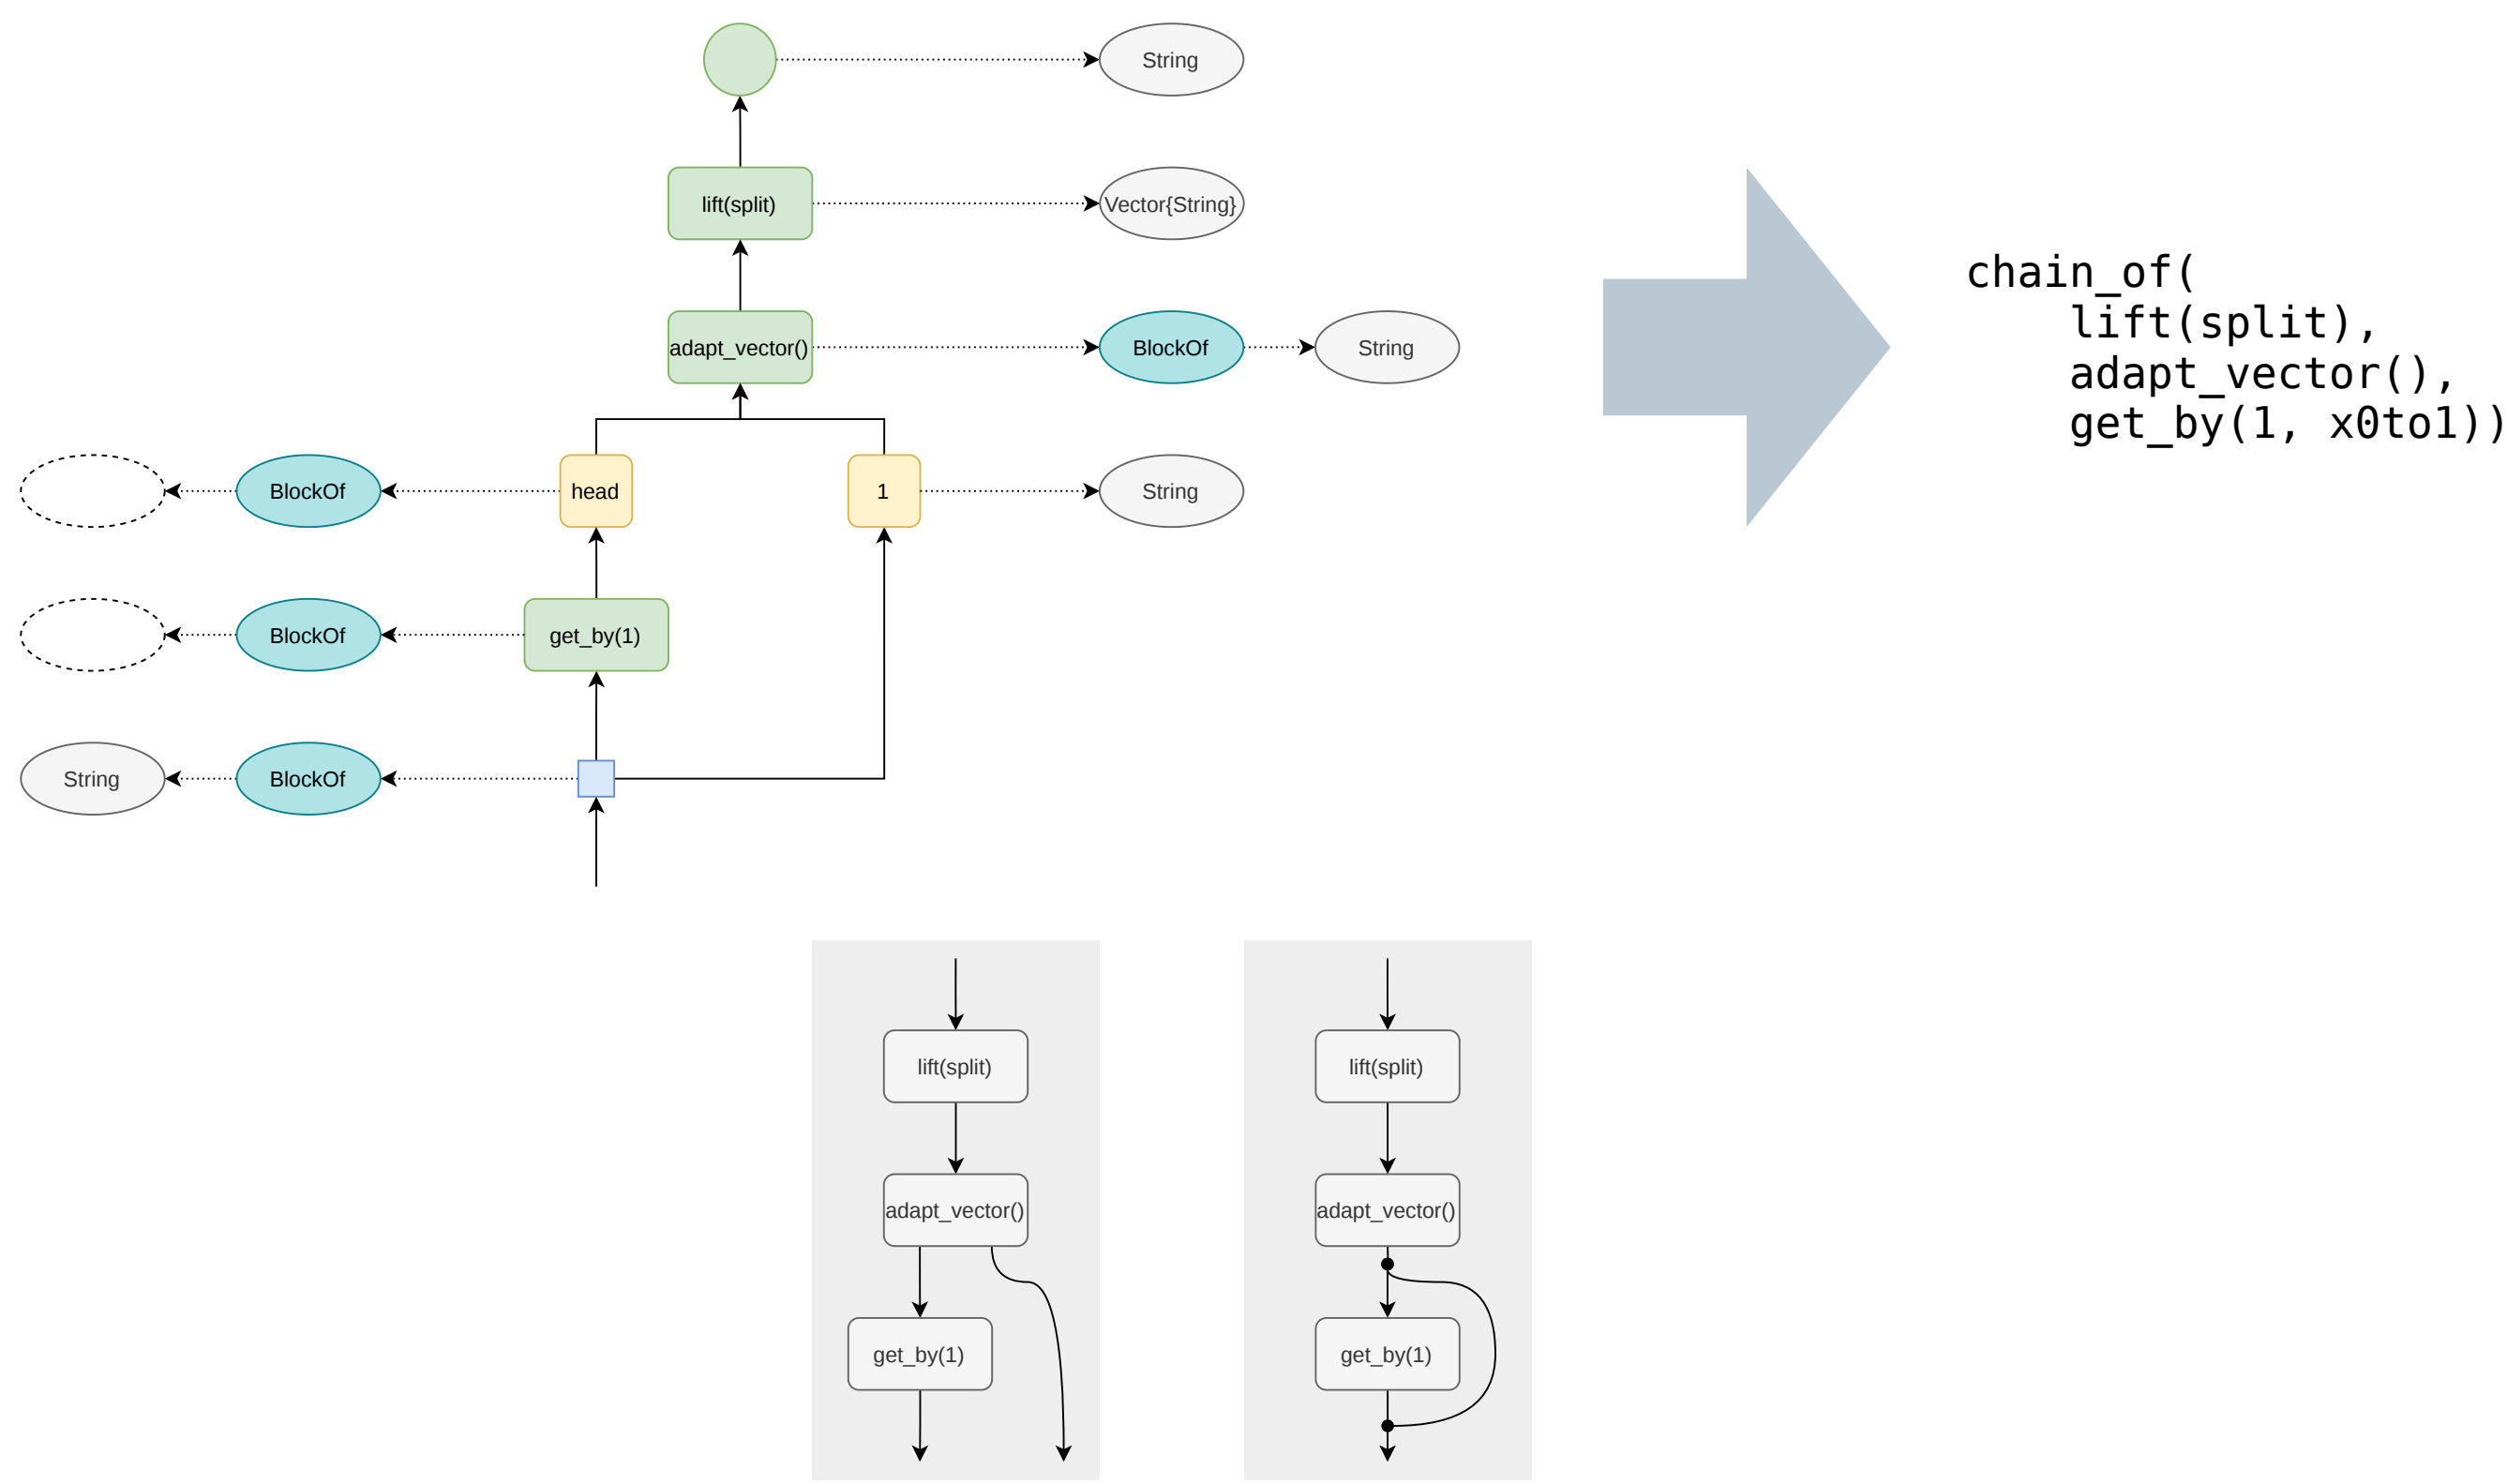 String
lift(split)
Vector{String}
adapt_vector()
BlockOf
String
BlockOf
head
1
String
BlockOf
get_by(1)
String
BlockOf
chain_of(
    lift(split),
    adapt_vector(),
    get_by(1, x0to1))
lift(split)
adapt_vector()
get_by(1)
lift(split)
adapt_vector()
get_by(1)